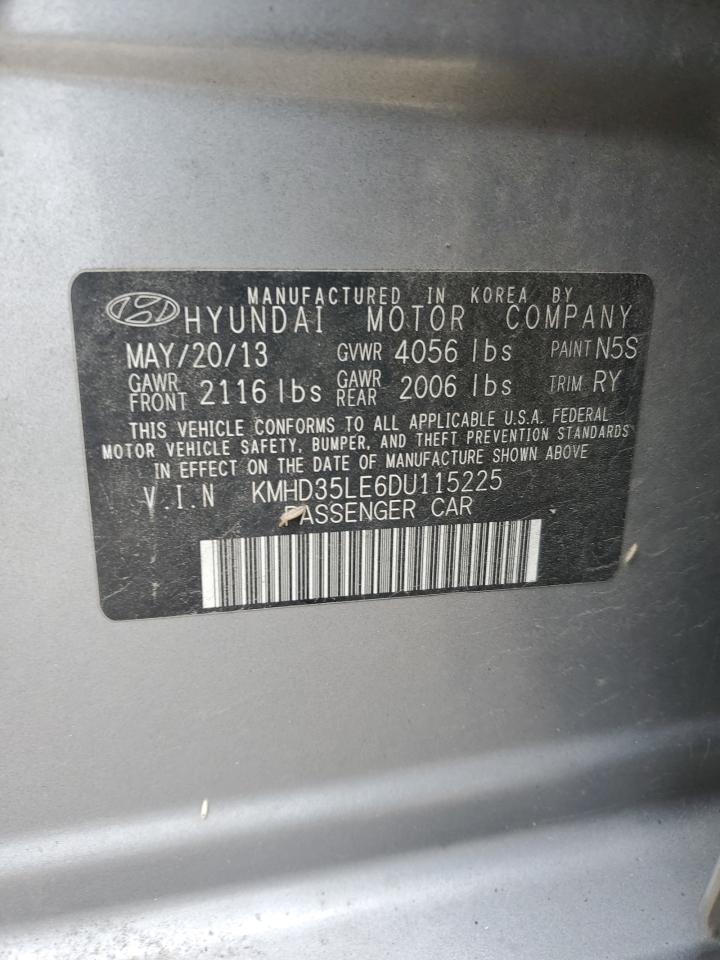 MANUFACTURED IN KOREA BY
HYUNDAI MOTOR COMPANY
MAY/20/13 GVWR 4056 lbs PAINT N5S
GAWR FRONT 2116 lbs GAWR REAR 2006 lbs TRIM RY
THIS VEHICLE CONFORMS TO ALL APPLICABLE U.S.A. FEDERAL
MOTOR VEHICLE SAFETY, BUMPER, AND THEFT PREVENTION STANDARDS
IN EFFECT ON THE DATE OF MANUFACTURE SHOWN ABOVE
V.I.N KMHD35LE6DU115225
PASSENGER CAR